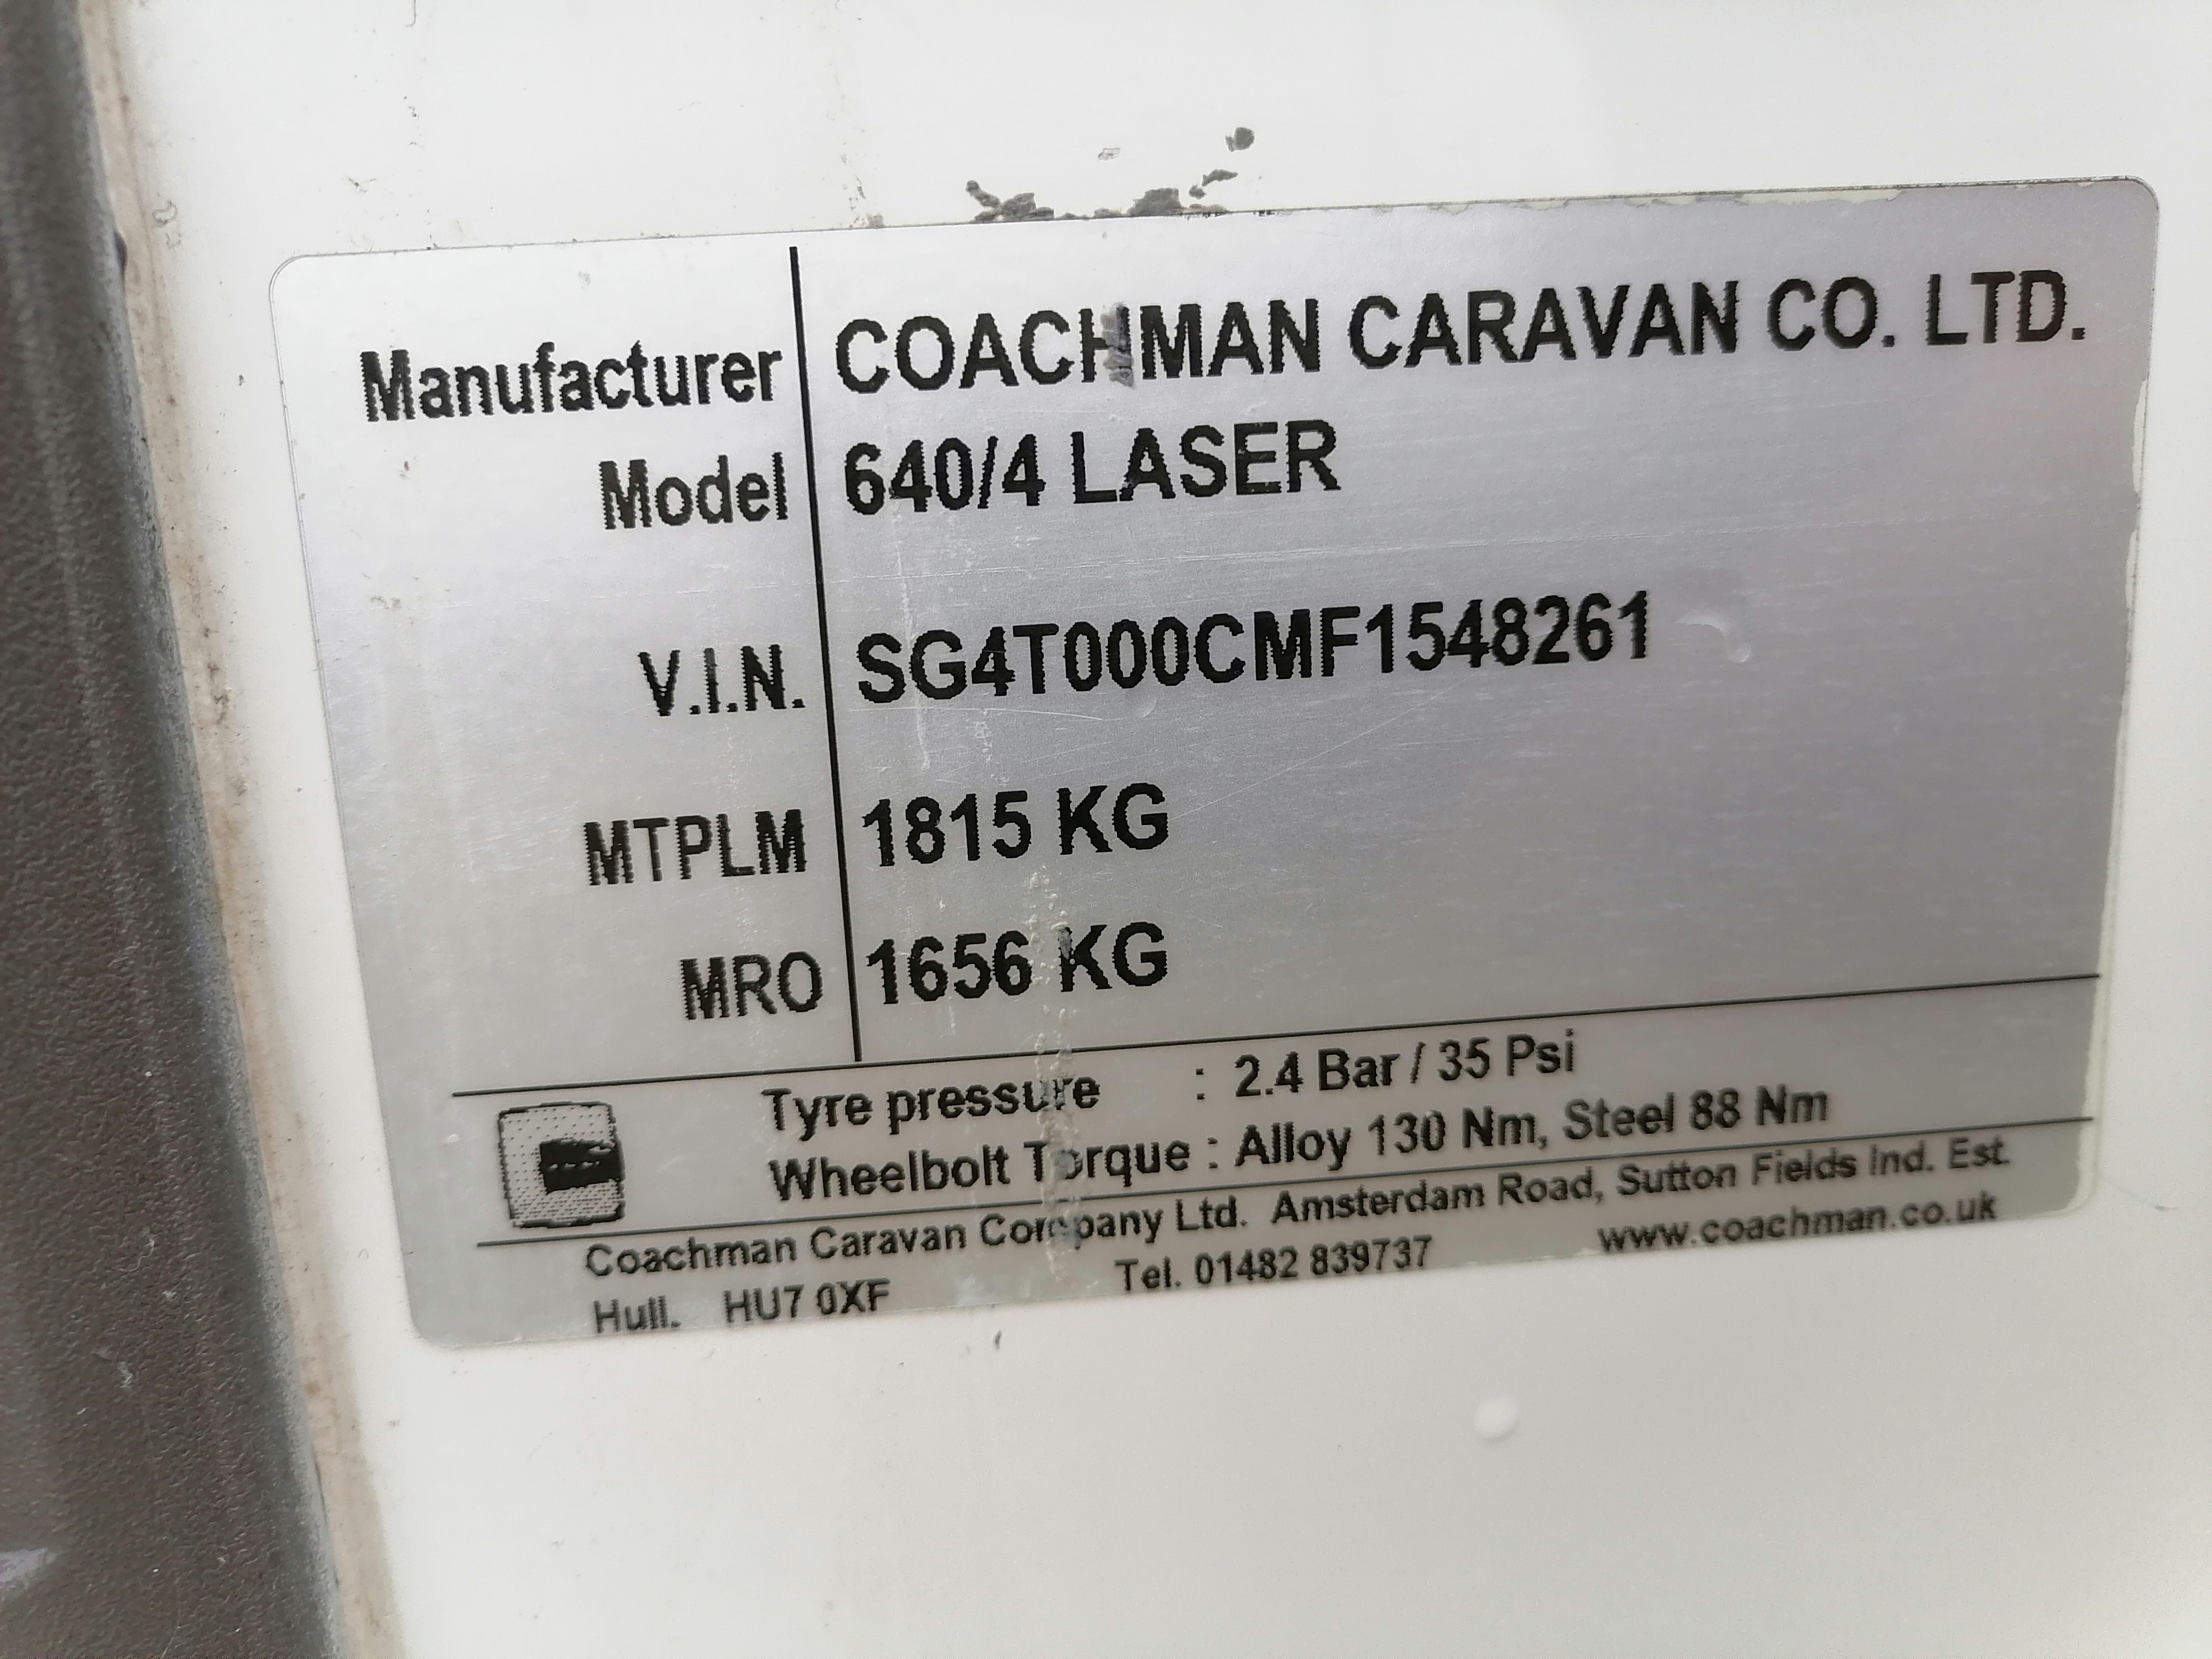 Manufacturer COACHMAN CARAVAN CO. LTD.
Model 640/4 LASER
V.I.N. SG4T000CMF1548261
MTPLM 1815 KG
MRO 1656 KG
Tyre pressure : 2.4 Bar / 35 Psi
Wheelbolt Torque : Alloy 130 Nm, Steel 88 Nm
Coachman Caravan Company Ltd. Amsterdam Road, Sutton Fields Ind. Est.
Hull. HU7 0XF Tel. 01482 839737 www.coachman.co.uk